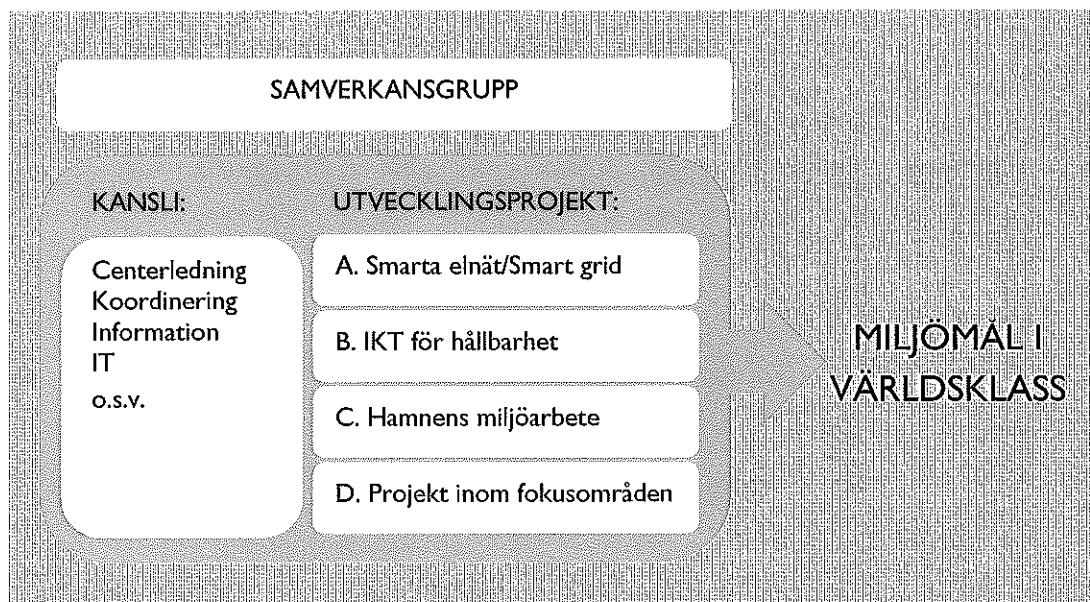 SAMVERKANSGRUPP
KANSLI:
Centerledning
Koordinering
Information
IT
o.s.v.
UTVECKLINGSPROJEKT:
A. Smarta elnät/Smart grid
B. IKT för hållbarhet
C. Hamnens miljöarbete
D. Projekt inom fokusområden
MILJÖMÅL I
VÄRLDSKLASS